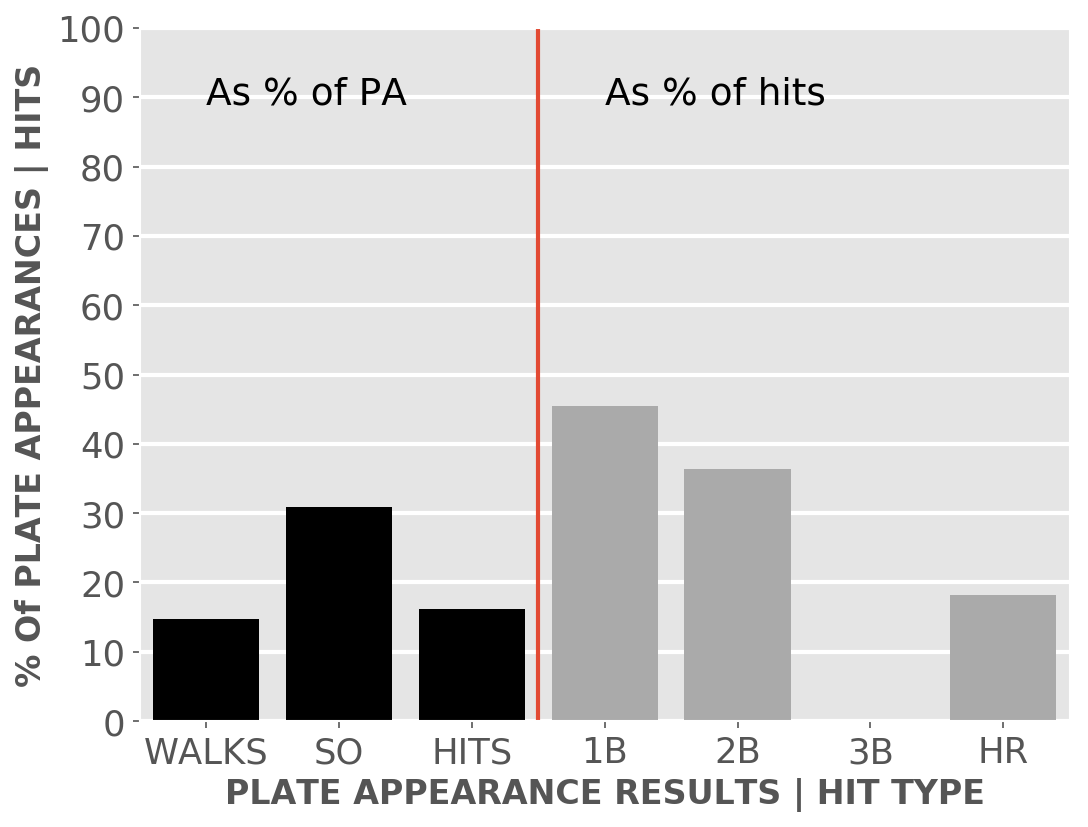 As % of PA
As % of hits
% Of PLATE APPEARANCES | HITS
100
90
80
70
60
50
40
30
20
10
0
WALKS SO HITS 1B 2B 3B HR
PLATE APPEARANCE RESULTS | HIT TYPE